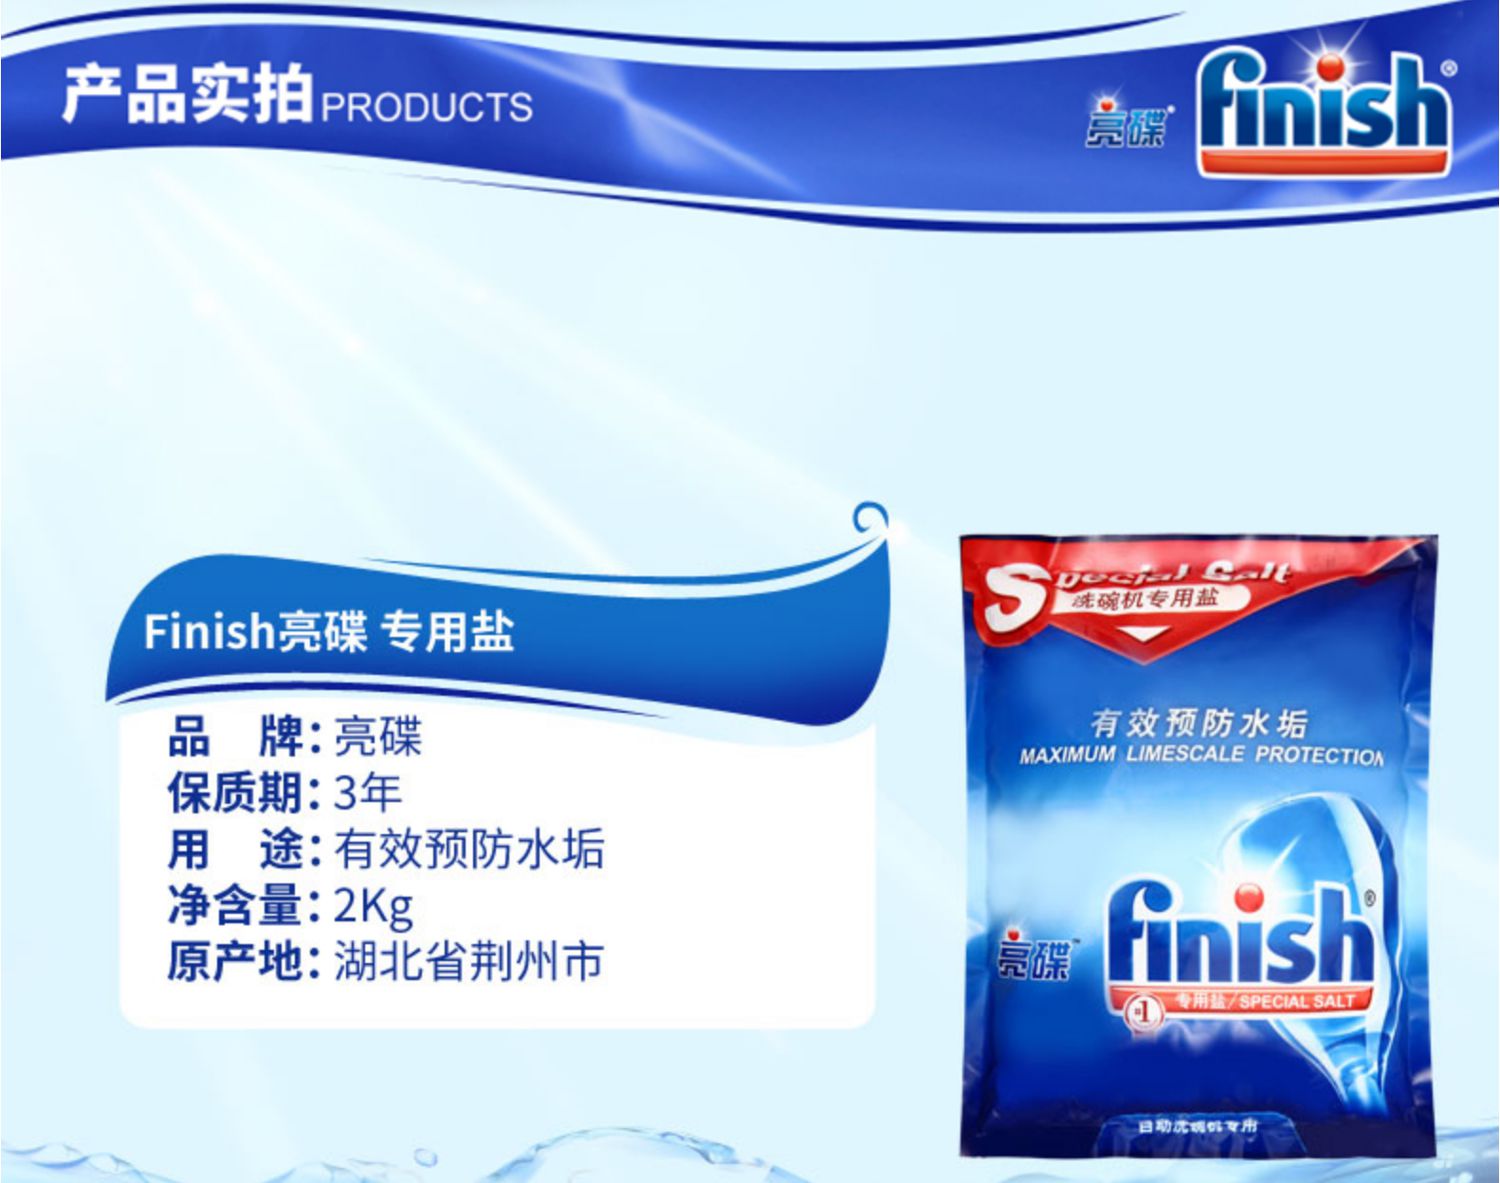 产品实拍PRODUCTS
亮碟 finish®
Finish亮碟 专用盐
品 牌：亮碟
保质期：3年
用 途：有效预防水垢
净含量：2Kg
原产地：湖北省荆州市
Special Salt
洗碗机专用盐
有效预防水垢
MAXIMUM LIMESCALE PROTECTION
亮碟™ finish®
#1 专用盐/SPECIAL SALT
自动洗碗机专用